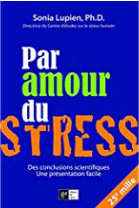 Sonia Lupien, Ph.D.
Directrice du Centre d'études sur le stress humain
Par
amour
du
STRESS
Des conclusions scientifiques
Une présentation facile
25e mille